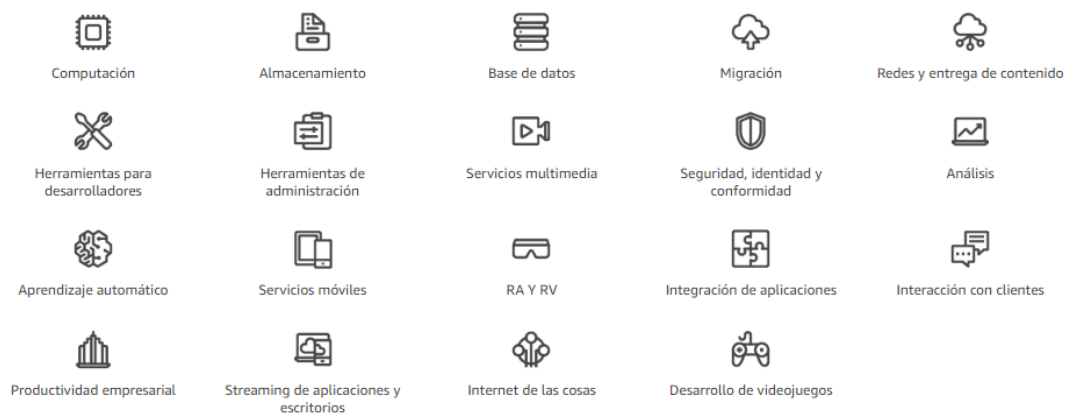 Computación
Almacenamiento
Base de datos
Migración
Redes y entrega de contenido
Herramientas para
desarrolladores
Herramientas de
administración
Servicios multimedia
Seguridad, identidad y
conformidad
Análisis
Aprendizaje automático
Servicios móviles
RA Y RV
Integración de aplicaciones
Interacción con clientes
Productividad empresarial
Streaming de aplicaciones y
escritorios
Internet de las cosas
Desarrollo de videojuegos